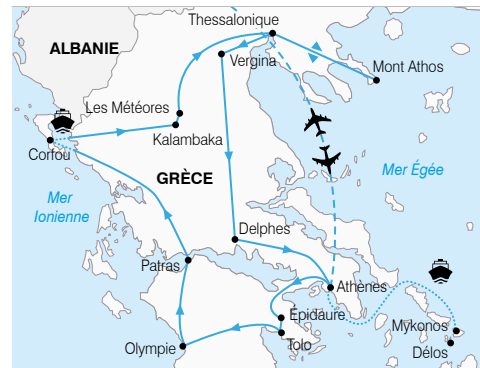 Thessalonique
ALBANIE
Vergina
Mont Athos
Les Météores
Kalambaka
Corfou
GRÈCE
Mer Égée
Mer
Ionienne
Delphes
Patras
Athènes
Épidaure
Mykonos
Tolo
Olympie
Délos